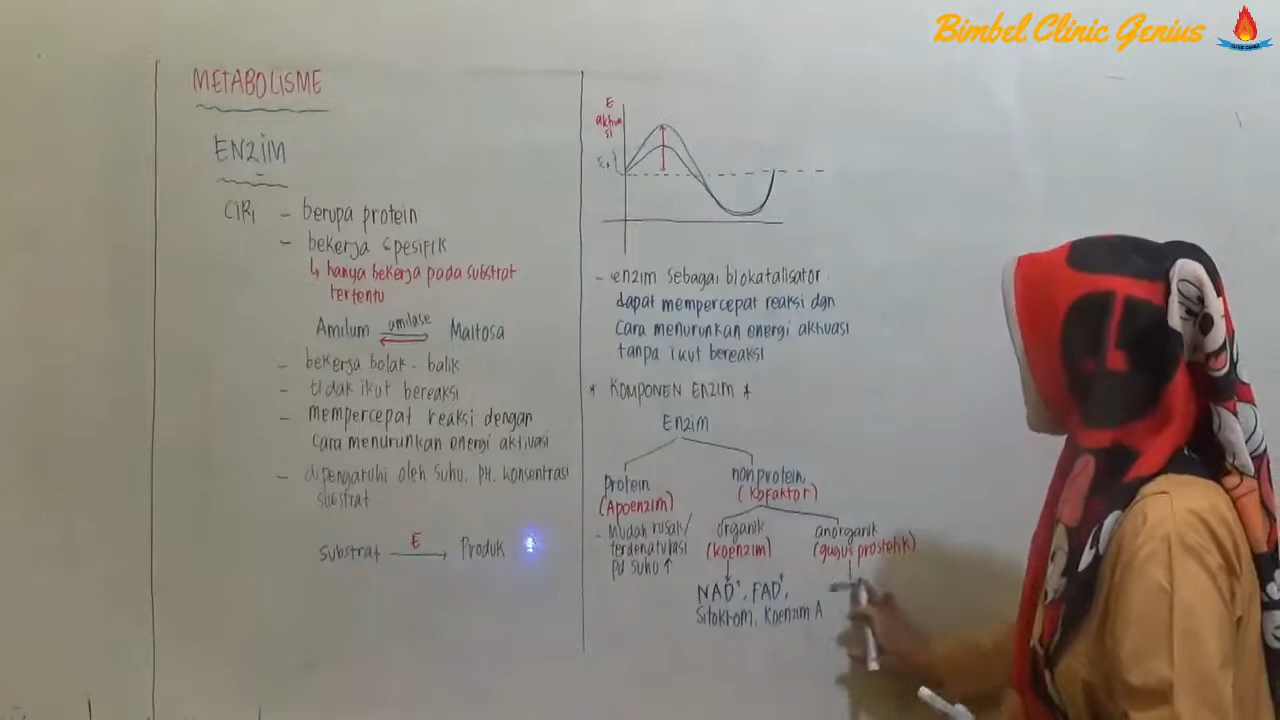 Bimbel Clinic Genius
METABOLISME
ENZIM
CIRI - berupa protein
- bekerja spesifik
↳ hanya bekerja pada substrat
tertentu
Amilum amilase Maltosa
- bekerja bolak - balik
- tidak ikut bereaksi
- mempercepat reaksi dengan
cara menurunkan energi aktivasi
- dipengaruhi oleh suhu, pH, konsentrasi
substrat
substrat E Produk
E
aktiva
si
- enzim sebagai biokatalisator
dapat mempercepat reaksi dgn
cara menurunkan energi aktivasi
tanpa ikut bereaksi
* KOMPONEN ENZIM *
Enzim
Protein
(Apoenzim)
- Mudah rusak/
terdenaturasi
pd suhu ↑
nonprotein
(kofaktor)
organik
(koenzim)
NAD⁺, FAD⁺,
Sitokrom, Koenzim A
anorganik
(gugus prostetik)